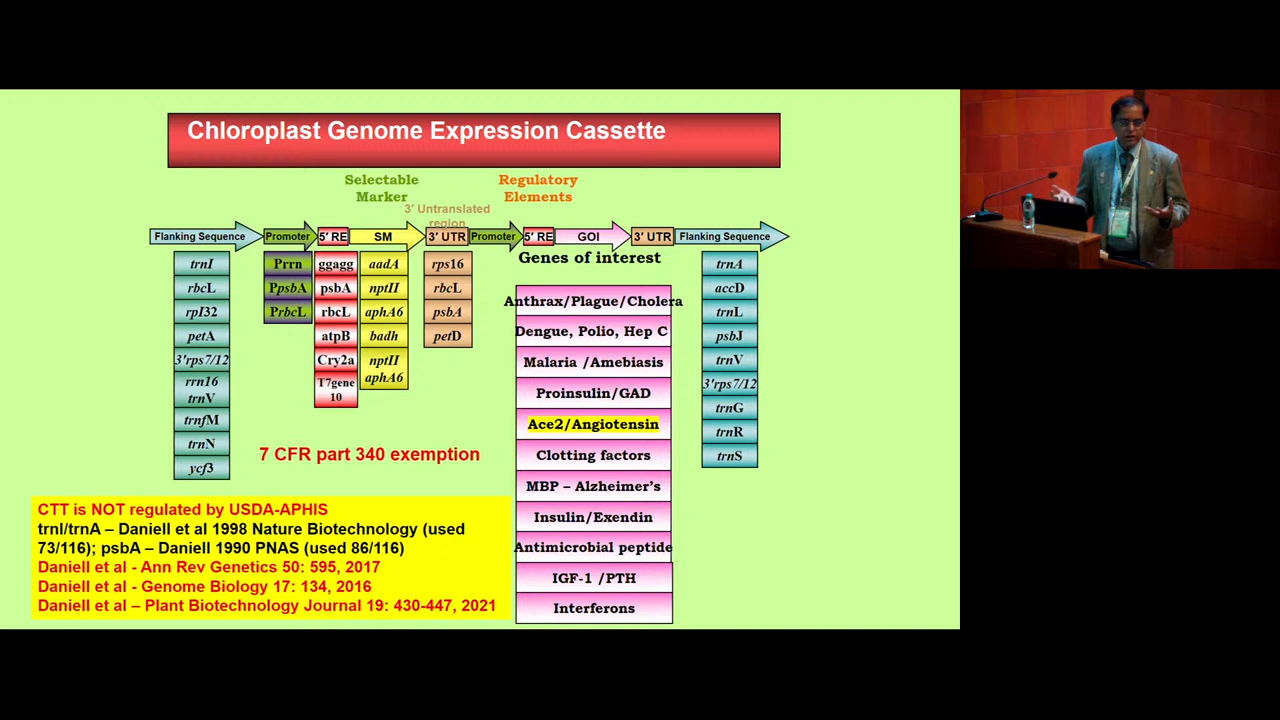 Chloroplast Genome Expression Cassette
Selectable
Marker
Regulatory
Elements
3′ Untranslated
region
Flanking Sequence
Promoter
5′ RE
SM
3′ UTR
Promoter
5′ RE
GOI
3′ UTR
Flanking Sequence
trnI
rbcL
rpI32
petA
3'rps7/12
rrn16
trnV
trnfM
trnN
ycf3
Prrn
PpsbA
PrbcL
ggagg
psbA
rbcL
atpB
Cry2a
T7gene
10
aadA
nptII
aphA6
badh
nptII
aphA6
rps16
rbcL
psbA
petD
Genes of interest
Anthrax/Plague/Cholera
Dengue, Polio, Hep C
Malaria /Amebiasis
Proinsulin/GAD
Ace2/Angiotensin
Clotting factors
MBP – Alzheimer's
Insulin/Exendin
Antimicrobial peptide
IGF-1 /PTH
Interferons
trnA
accD
trnL
psbJ
trnV
3'rps7/12
trnG
trnR
trnS
7 CFR part 340 exemption
CTT is NOT regulated by USDA-APHIS
trnI/trnA – Daniell et al 1998 Nature Biotechnology (used
73/116); psbA – Daniell 1990 PNAS (used 86/116)
Daniell et al - Ann Rev Genetics 50: 595, 2017
Daniell et al - Genome Biology 17: 134, 2016
Daniell et al – Plant Biotechnology Journal 19: 430-447, 2021